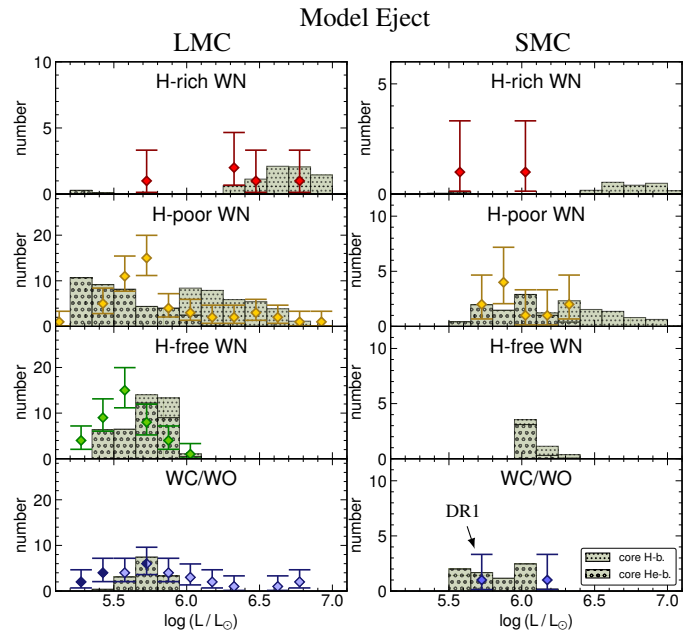 Model Eject
LMC
SMC
H-rich WN
H-rich WN
number
10
5
0
number
6
5
0
H-poor WN
H-poor WN
number
20
10
0
number
10
5
0
H-free WN
H-free WN
number
20
10
0
number
10
5
0
WC/WO
WC/WO
number
20
10
0
number
10
5
0
DR1
core H-b.
core He-b.
5.5
6.0
6.5
7.0
5.5
6.0
6.5
7.0
log (L / L☉)
log (L / L☉)